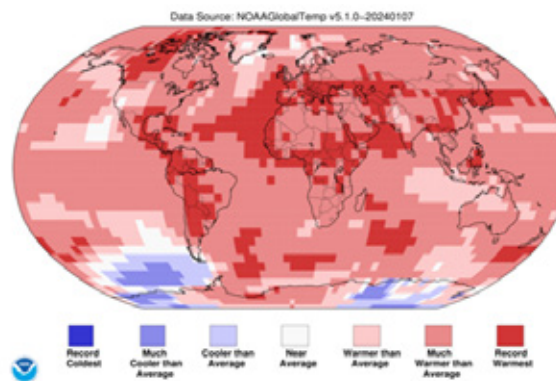 Data Source: NOAAGlobalTemp v5.1.0-20240107
Record
Coldest
Much
Cooler than
Average
Cooler than
Average
Near
Average
Warmer than
Average
Much
Warmer than
Average
Record
Warmest